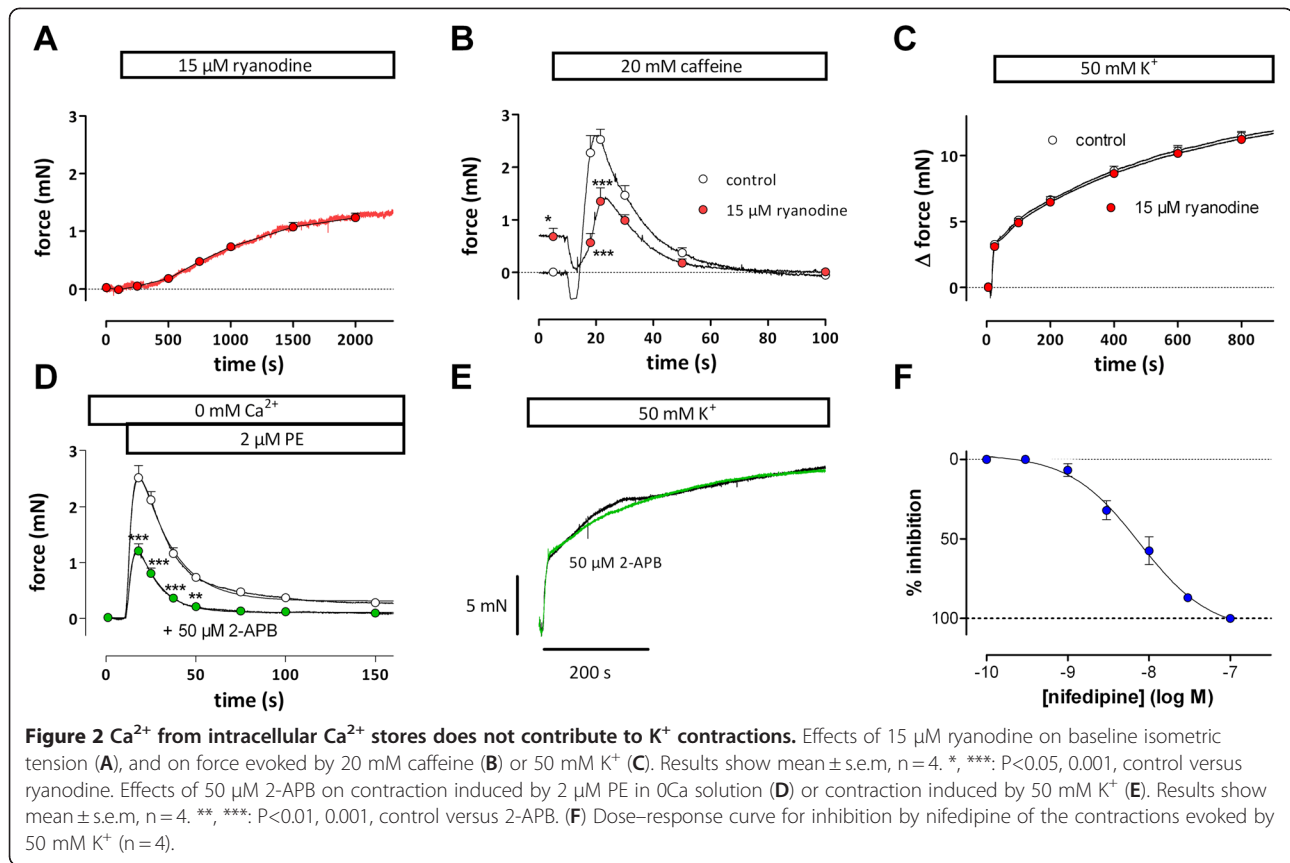 A
15 µM ryanodine
force (mN)
3
2
1
0
0 500 1000 1500 2000
time (s)
B
20 mM caffeine
force (mN)
3
2
1
0
*
***
***
control
15 µM ryanodine
0 20 40 60 80 100
time (s)
C
50 mM K⁺
Δ force (mN)
10
5
0
control
15 µM ryanodine
0 200 400 600 800
time (s)
D
0 mM Ca²⁺
2 µM PE
force (mN)
3
2
1
0
***
***
***
**
+ 50 µM 2-APB
0 50 100 150
time (s)
E
50 mM K⁺
50 µM 2-APB
5 mN
200 s
F
% inhibition
0
50
100
-10 -9 -8 -7
[nifedipine] (log M)
Figure 2 Ca²⁺ from intracellular Ca²⁺ stores does not contribute to K⁺ contractions. Effects of 15 µM ryanodine on baseline isometric
tension (A), and on force evoked by 20 mM caffeine (B) or 50 mM K⁺ (C). Results show mean ± s.e.m, n = 4. *, ***: P<0.05, 0.001, control versus
ryanodine. Effects of 50 µM 2-APB on contraction induced by 2 µM PE in 0Ca solution (D) or contraction induced by 50 mM K⁺ (E). Results show
mean ± s.e.m, n = 4. **, ***: P<0.01, 0.001, control versus 2-APB. (F) Dose–response curve for inhibition by nifedipine of the contractions evoked by
50 mM K⁺ (n = 4).